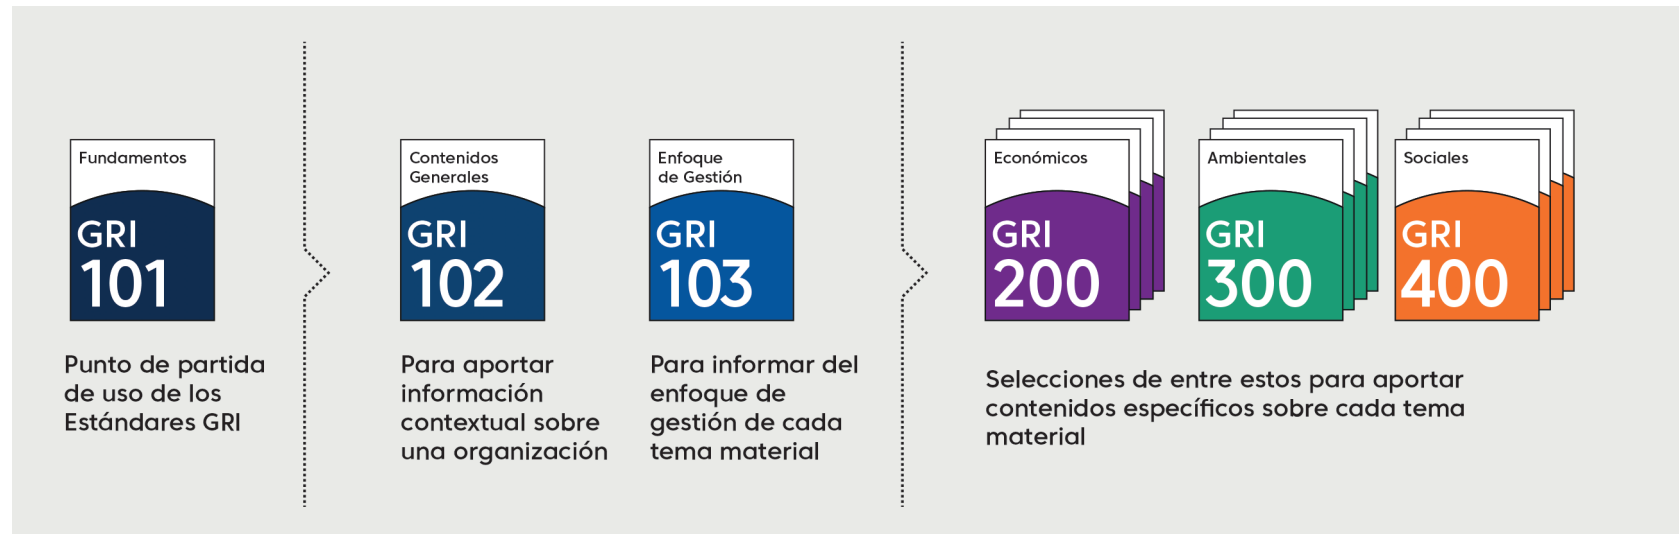 Fundamentos
GRI
101
Punto de partida
de uso de los
Estándares GRI
Contenidos
Generales
GRI
102
Para aportar
información
contextual sobre
una organización
Enfoque
de Gestión
GRI
103
Para informar del
enfoque de
gestión de cada
tema material
Económicos
GRI
200
Ambientales
GRI
300
Sociales
GRI
400
Selecciones de entre estos para aportar
contenidos específicos sobre cada tema
material